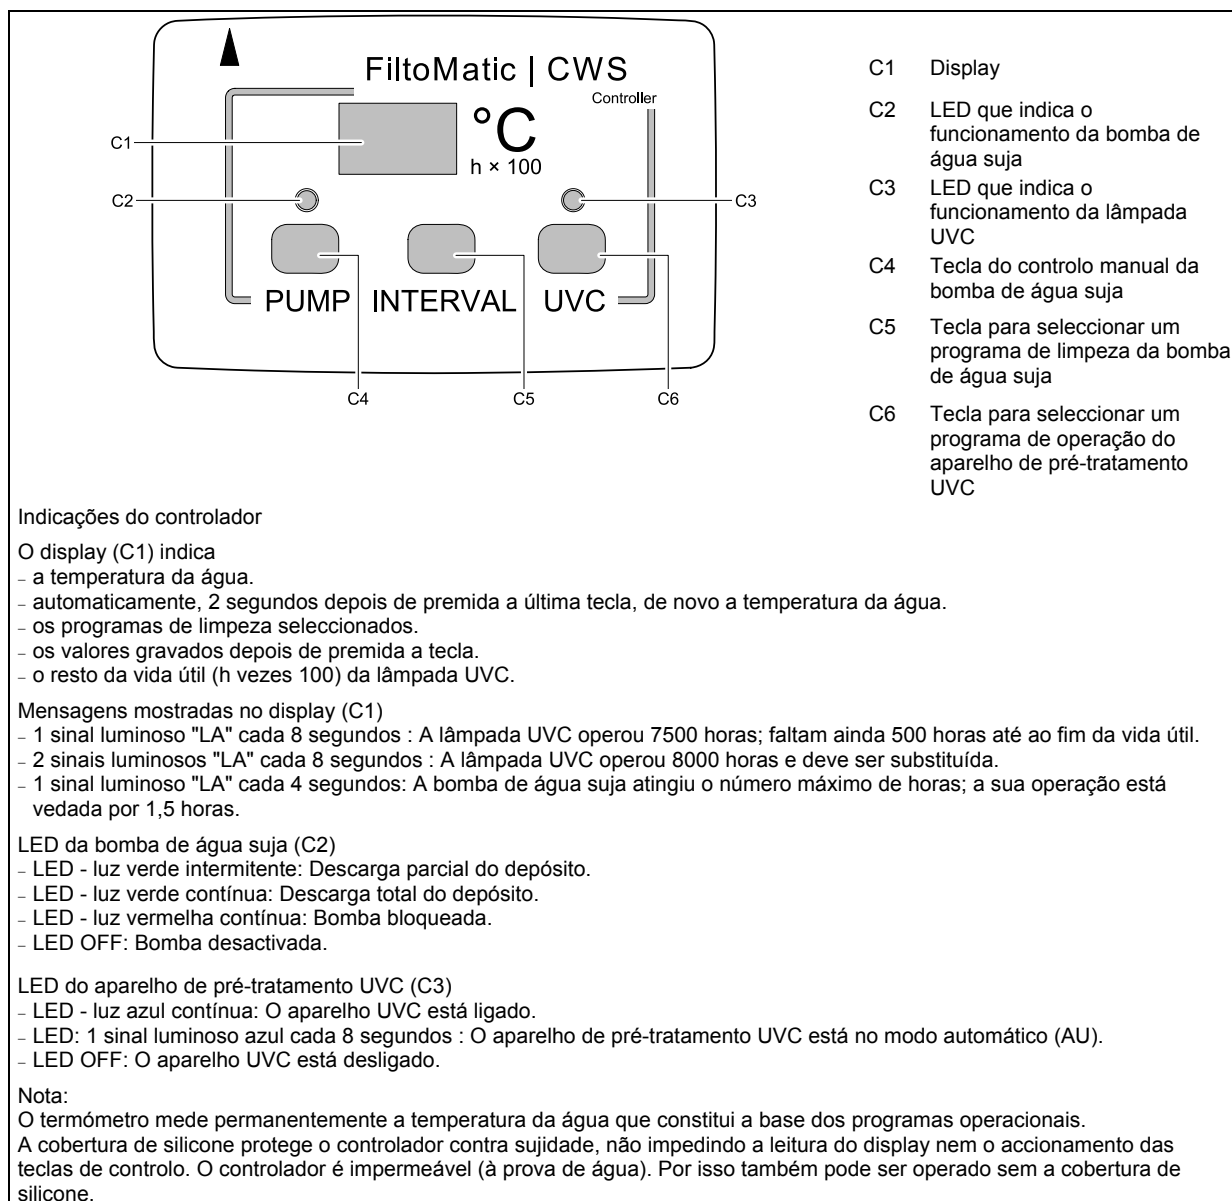 FiltoMatic | CWS
Controller
°C
h × 100
C1
C2
C3
PUMP INTERVAL UVC
C4 C5 C6
C1 Display
C2 LED que indica o
funcionamento da bomba de
água suja
C3 LED que indica o
funcionamento da lâmpada
UVC
C4 Tecla do controlo manual da
bomba de água suja
C5 Tecla para seleccionar um
programa de limpeza da bomba
de água suja
C6 Tecla para seleccionar um
programa de operação do
aparelho de pré-tratamento
UVC
Indicações do controlador
O display (C1) indica
– a temperatura da água.
– automaticamente, 2 segundos depois de premida a última tecla, de novo a temperatura da água.
– os programas de limpeza seleccionados.
– os valores gravados depois de premida a tecla.
– o resto da vida útil (h vezes 100) da lâmpada UVC.
Mensagens mostradas no display (C1)
– 1 sinal luminoso "LA" cada 8 segundos : A lâmpada UVC operou 7500 horas; faltam ainda 500 horas até ao fim da vida útil.
– 2 sinais luminosos "LA" cada 8 segundos : A lâmpada UVC operou 8000 horas e deve ser substituída.
– 1 sinal luminoso "LA" cada 4 segundos: A bomba de água suja atingiu o número máximo de horas; a sua operação está
vedada por 1,5 horas.
LED da bomba de água suja (C2)
– LED - luz verde intermitente: Descarga parcial do depósito.
– LED - luz verde contínua: Descarga total do depósito.
– LED - luz vermelha contínua: Bomba bloqueada.
– LED OFF: Bomba desactivada.
LED do aparelho de pré-tratamento UVC (C3)
– LED - luz azul contínua: O aparelho UVC está ligado.
– LED: 1 sinal luminoso azul cada 8 segundos : O aparelho de pré-tratamento UVC está no modo automático (AU).
– LED OFF: O aparelho UVC está desligado.
Nota:
O termómetro mede permanentemente a temperatura da água que constitui a base dos programas operacionais.
A cobertura de silicone protege o controlador contra sujidade, não impedindo a leitura do display nem o accionamento das
teclas de controlo. O controlador é impermeável (à prova de água). Por isso também pode ser operado sem a cobertura de
silicone.